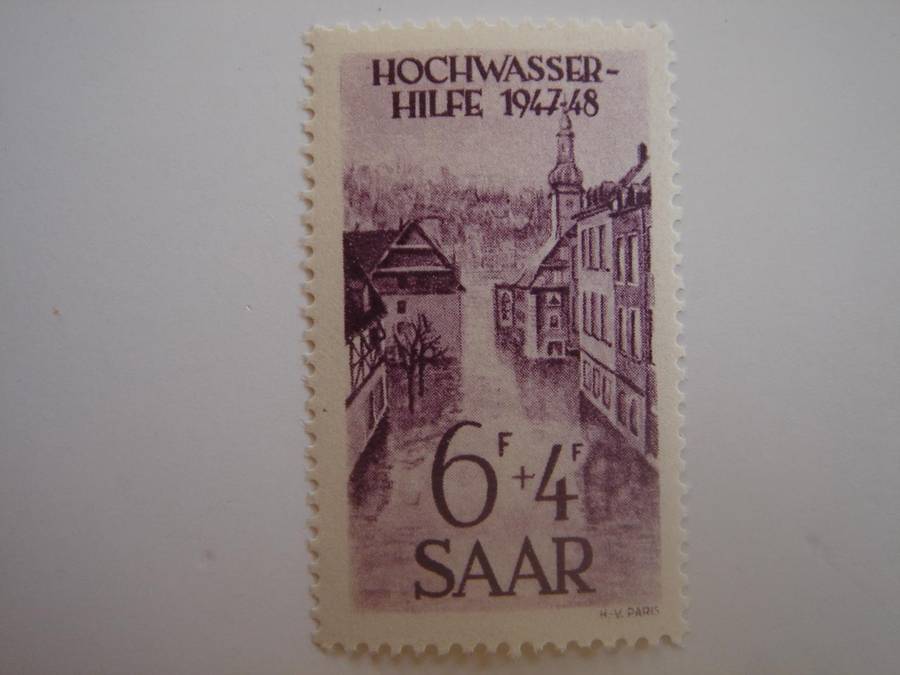 HOCHWASSER-
HILFE 1947-48
6F+4F
SAAR
H.-V. PARIS